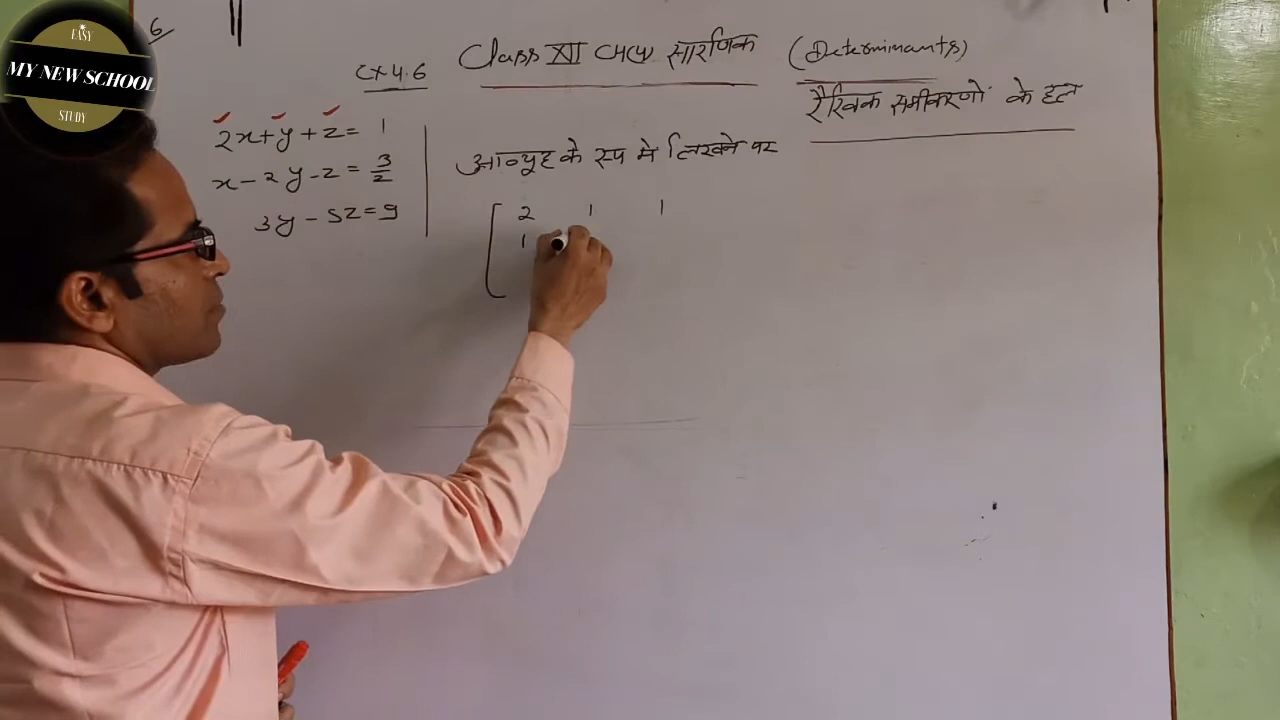 EASY
MY NEW SCHOOL
STUDY
6
Ex 4.6
Class XII CH(4) सारणिक (Determinants)
रैखिक समीकरणों के हल
2x+y+z= 1
x-2y-z= 3/2
3y-5z=9
आव्यूह के रुप मे लिखने पर
2 1 1
1